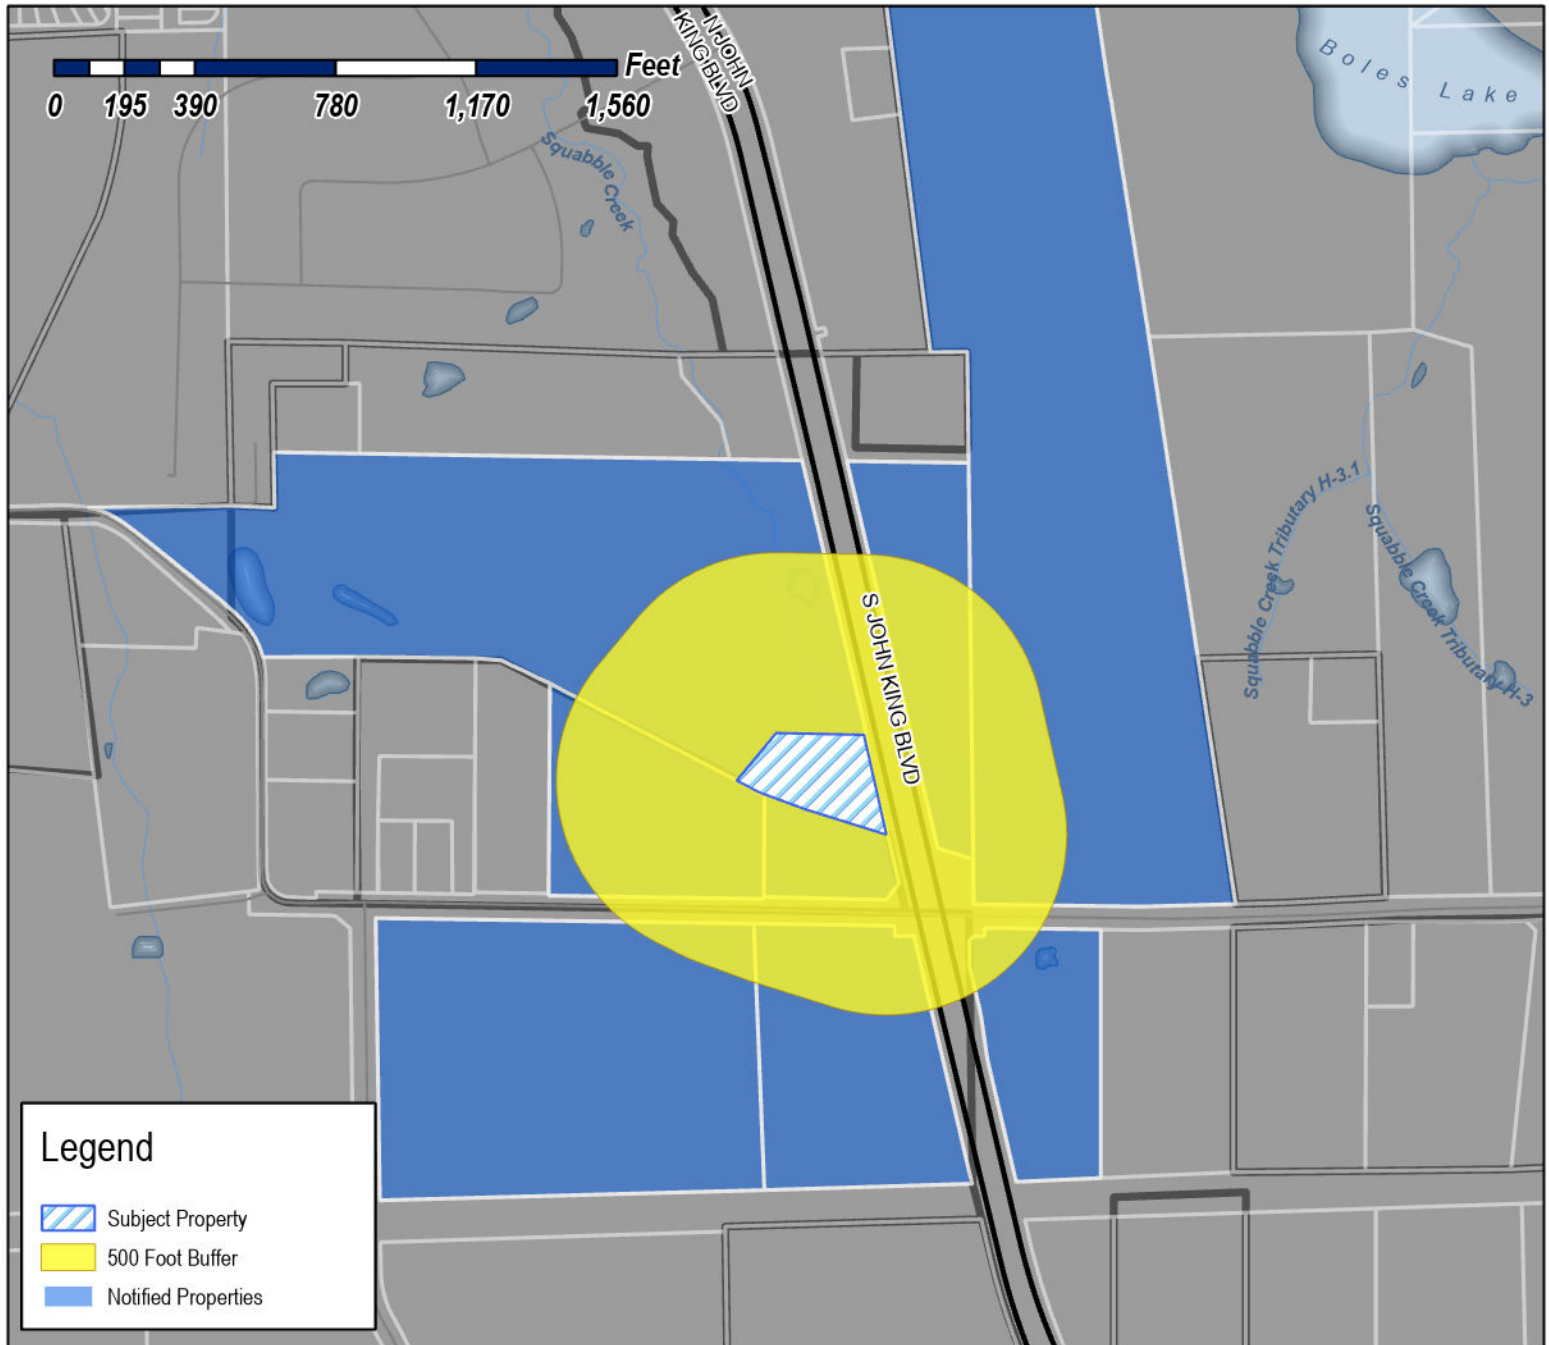 N JOHN
KING BLVD
Feet
0 195 390 780 1,170 1,560
Boles Lake
Squabble Creek
Squabble Creek Tributary H-3.1
Squabble Creek Tributary H-3
S JOHN KING BLVD
Legend
Subject Property
500 Foot Buffer
Notified Properties